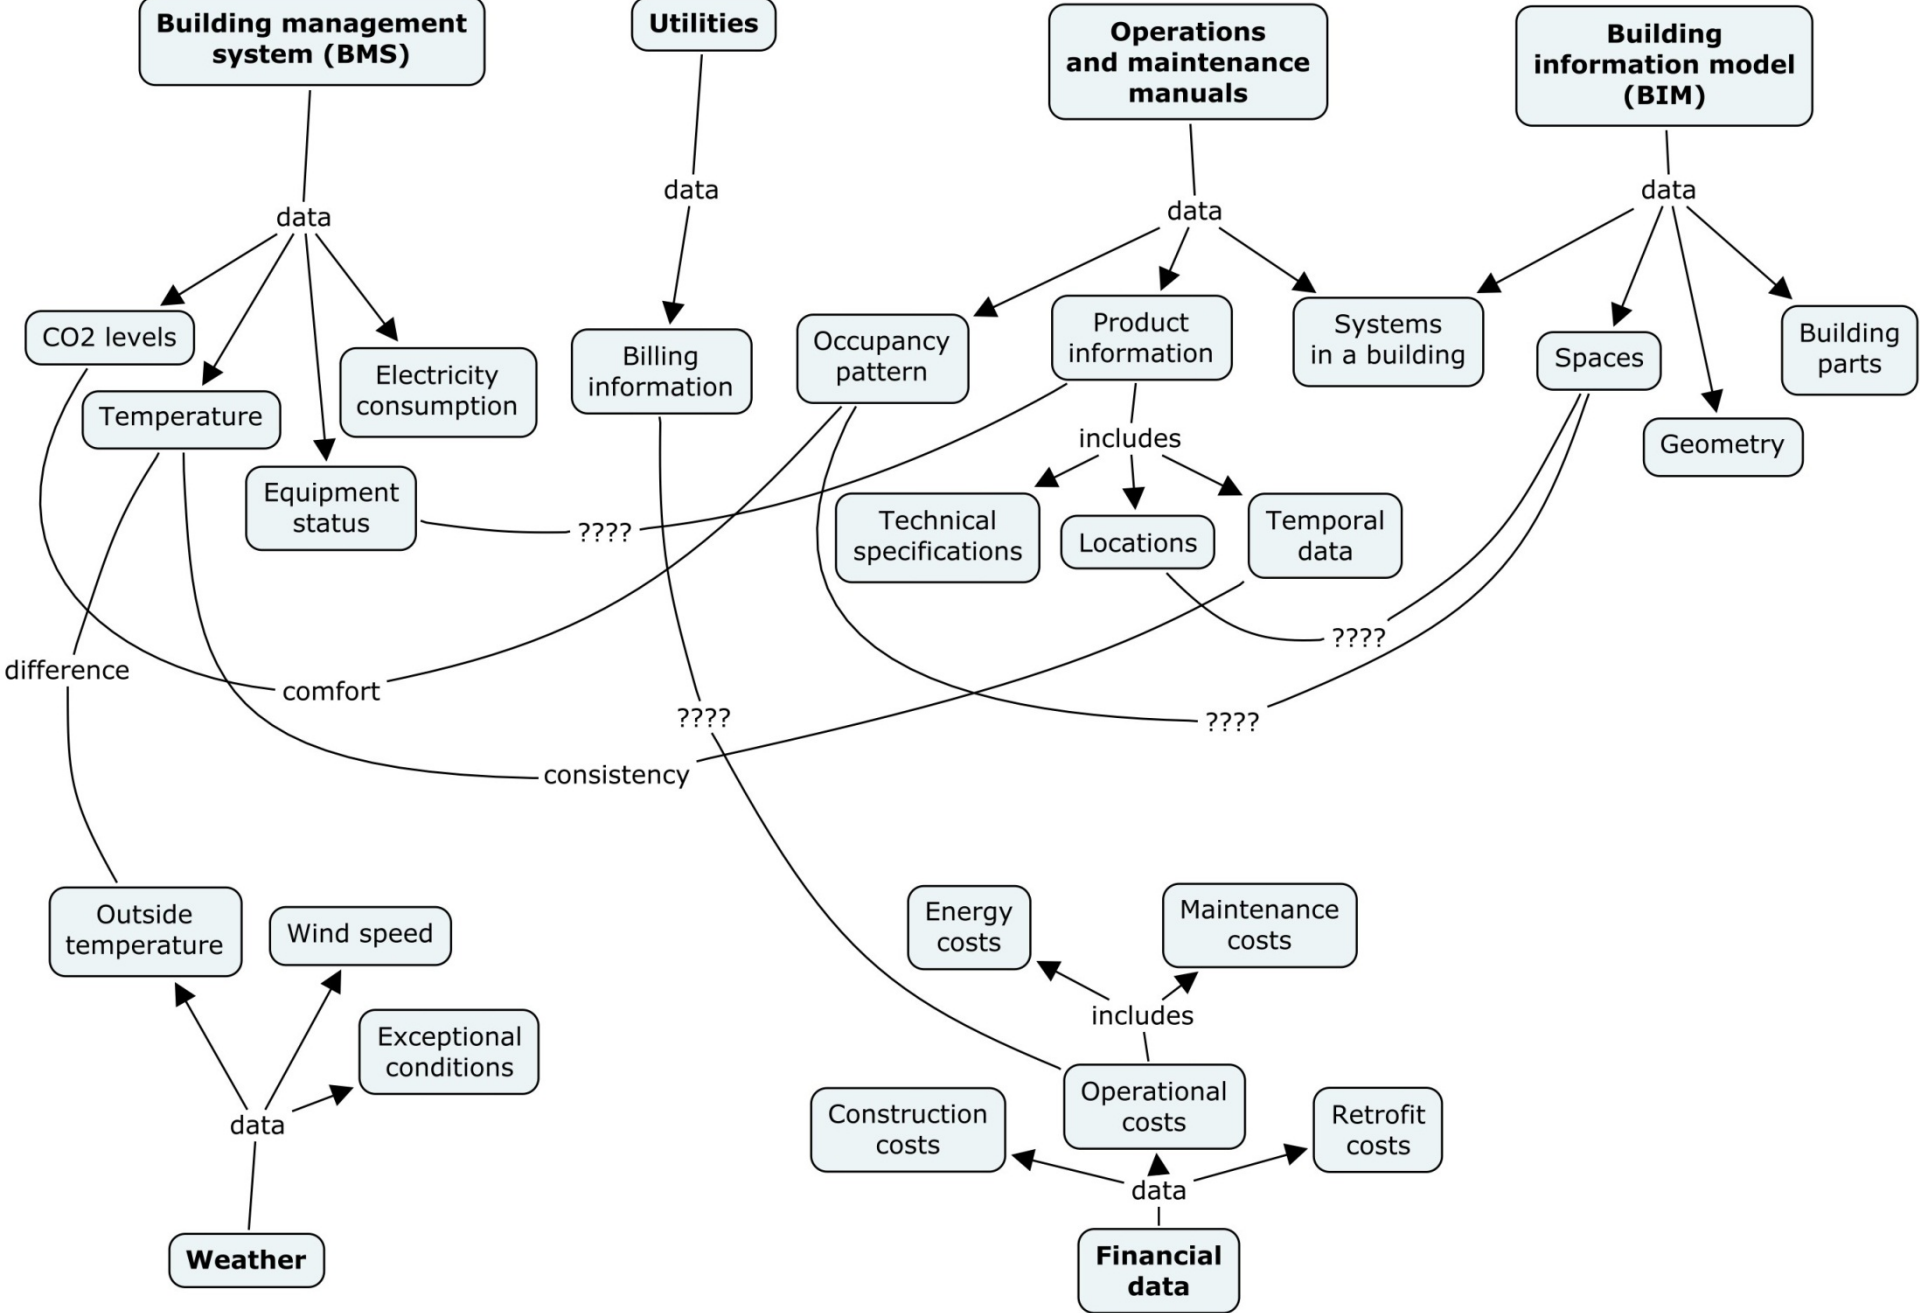 Building management
system (BMS)
Utilities
Operations
and maintenance
manuals
Building
information model
(BIM)
data
data
data
data
CO2 levels
Temperature
Equipment
status
Electricity
consumption
Billing
information
Occupancy
pattern
Product
information
Systems
in a building
Spaces
Geometry
Building
parts
includes
Technical
specifications
Locations
Temporal
data
????
????
????
????
difference
comfort
consistency
Outside
temperature
Wind speed
Exceptional
conditions
data
Weather
Energy
costs
Maintenance
costs
includes
Construction
costs
Operational
costs
Retrofit
costs
data
Financial
data